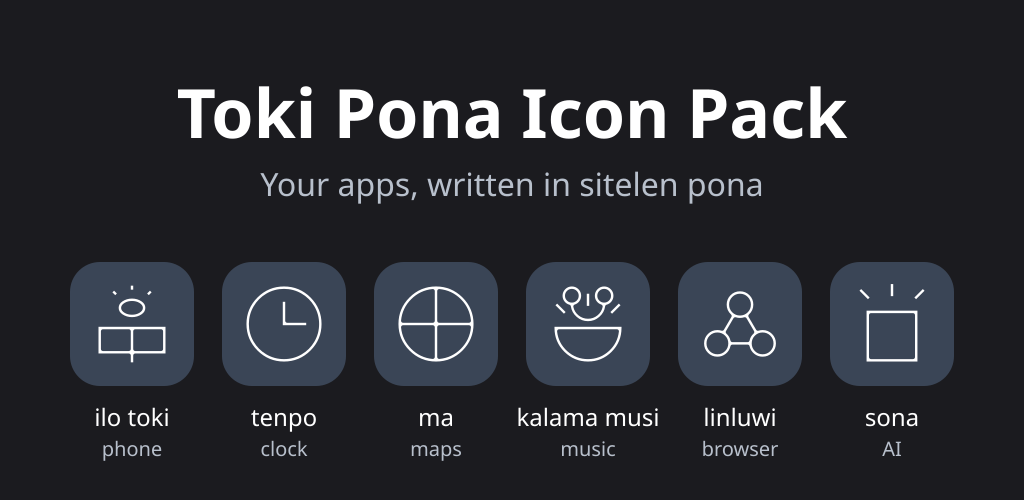 Toki Pona Icon Pack
Your apps, written in sitelen pona
ilo toki
phone
tenpo
clock
ma
maps
kalama musi
music
linluwi
browser
sona
AI